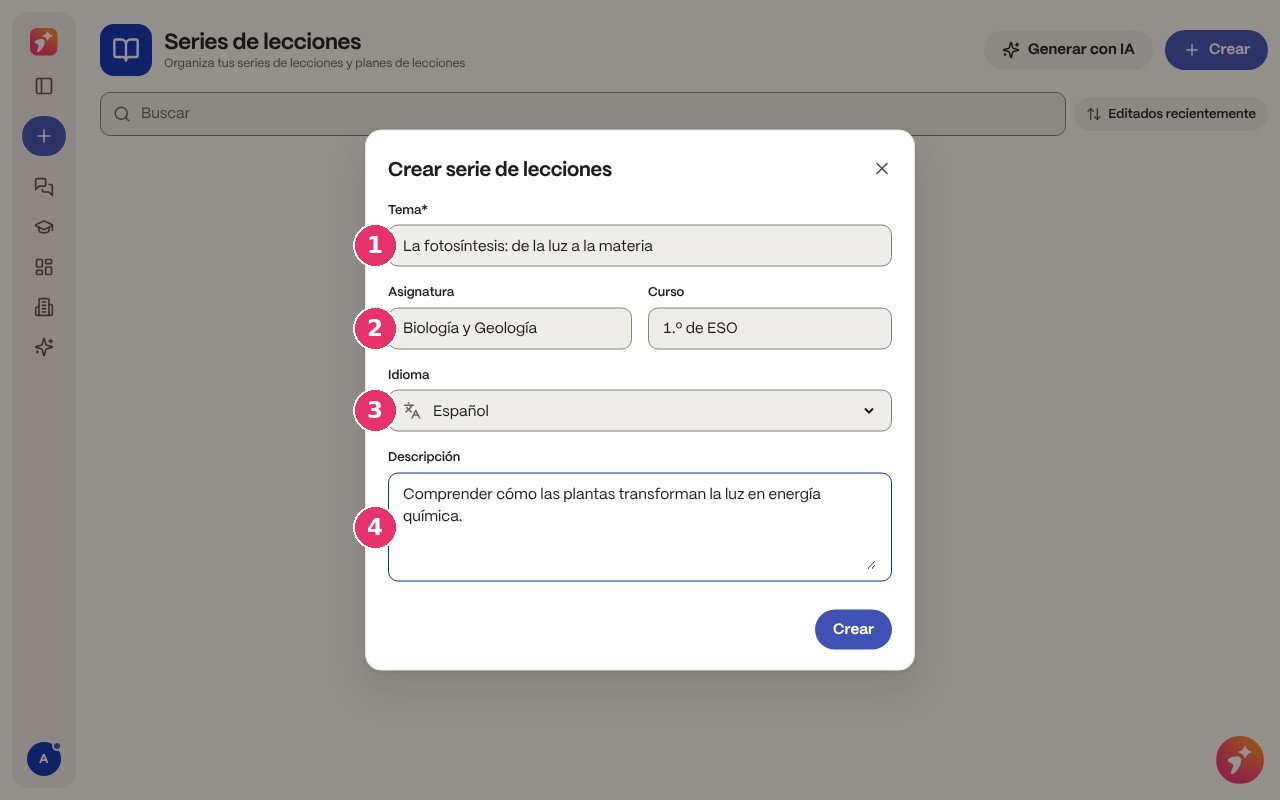 Series de lecciones
Organiza tus series de lecciones y planes de lecciones
Generar con IA
Crear
Buscar
Editados recientemente
Crear serie de lecciones
Tema*
1
La fotosíntesis: de la luz a la materia
Asignatura
Curso
2
Biología y Geología
1.º de ESO
Idioma
3
Español
Descripción
4
Comprender cómo las plantas transforman la luz en energía
química.
Crear
A